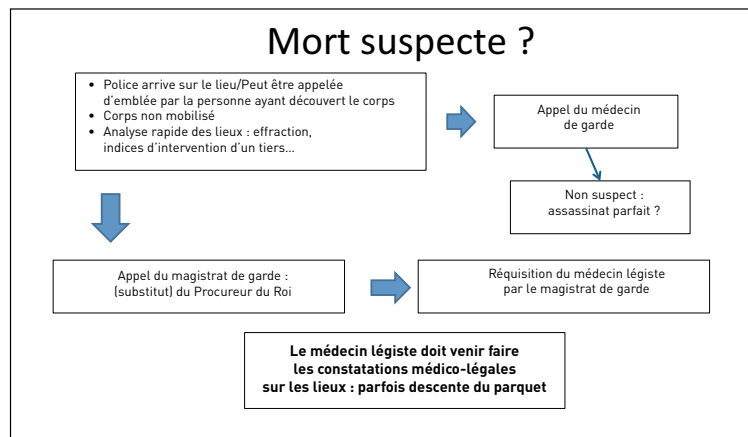 Mort suspecte ?
• Police arrive sur le lieu/Peut être appelée
d'emblée par la personne ayant découvert le corps
• Corps non mobilisé
• Analyse rapide des lieux : effraction,
indices d'intervention d'un tiers...
Appel du médecin
de garde
Non suspect :
assassinat parfait ?
Appel du magistrat de garde :
(substitut) du Procureur du Roi
Réquisition du médecin légiste
par le magistrat de garde
Le médecin légiste doit venir faire
les constatations médico-légales
sur les lieux : parfois descente du parquet